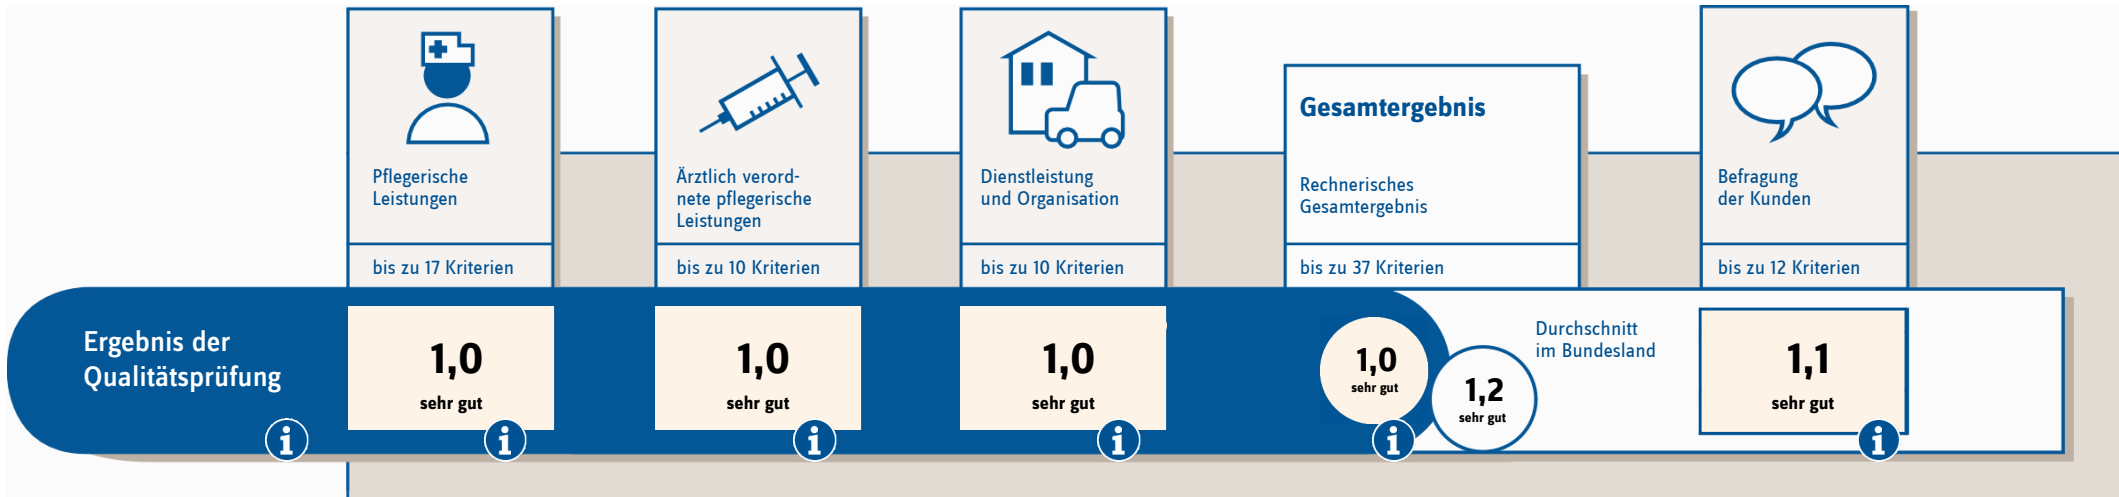 Pflegerische
Leistungen
bis zu 17 Kriterien
Ärztlich verord-
nete pflegerische
Leistungen
bis zu 10 Kriterien
Dienstleistung
und Organisation
bis zu 10 Kriterien
Gesamtergebnis
Rechnerisches
Gesamtergebnis
bis zu 37 Kriterien
Befragung
der Kunden
bis zu 12 Kriterien
Ergebnis der
Qualitätsprüfung
i
1,0
sehr gut
i
1,0
sehr gut
i
1,0
sehr gut
i
1,0
sehr gut
i
1,2
sehr gut
Durchschnitt
im Bundesland
1,1
sehr gut
i